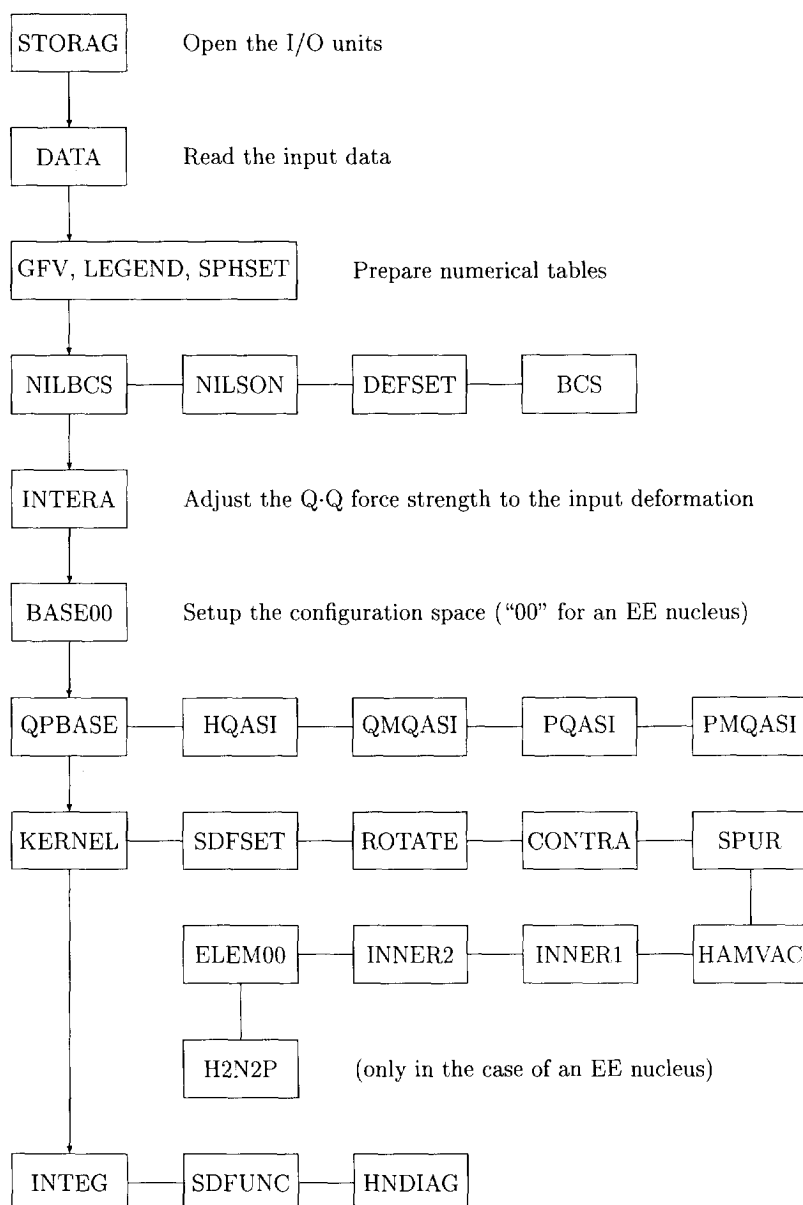 STORAG Open the I/O units
DATA Read the input data
GFV, LEGEND, SPHSET Prepare numerical tables
NILBCS NILSON DEFSET BCS
INTERA Adjust the Q·Q force strength to the input deformation
BASE00 Setup the configuration space (“00” for an EE nucleus)
QPBASE HQASI QMQASI PQASI PMQASI
KERNEL SDFSET ROTATE CONTRA SPUR
ELEM00 INNER2 INNER1 HAMVAC
H2N2P (only in the case of an EE nucleus)
INTEG SDFUNC HNDIAG